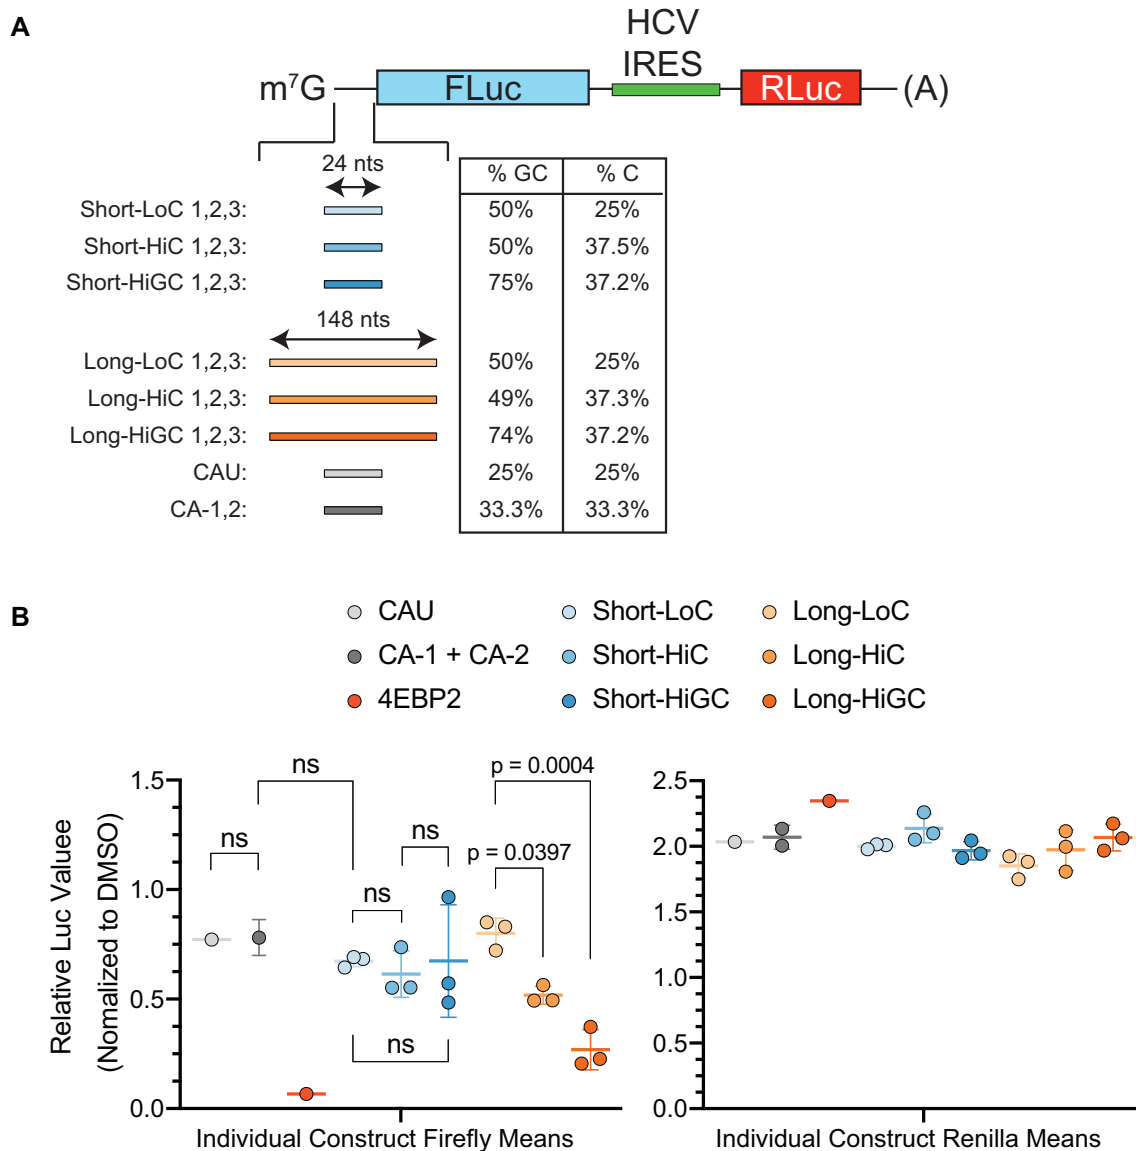 A
HCV
IRES
m⁷G
FLuc
RLuc
(A)
24 nts
% GC
% C
Short-LoC 1,2,3:
50%
25%
Short-HiC 1,2,3:
50%
37.5%
Short-HiGC 1,2,3:
75%
37.2%
148 nts
Long-LoC 1,2,3:
50%
25%
Long-HiC 1,2,3:
49%
37.3%
Long-HiGC 1,2,3:
74%
37.2%
CAU:
25%
25%
CA-1,2:
33.3%
33.3%
B
CAU
Short-LoC
Long-LoC
CA-1 + CA-2
Short-HiC
Long-HiC
4EBP2
Short-HiGC
Long-HiGC
Relative Luc Valuee
(Nomalized to DMSO)
1.5
1.0
0.5
0.0
ns
ns
ns
ns
ns
p = 0.0004
p = 0.0397
Individual Construct Firefly Means
2.5
2.0
1.5
1.0
0.5
0.0
Individual Construct Renilla Means